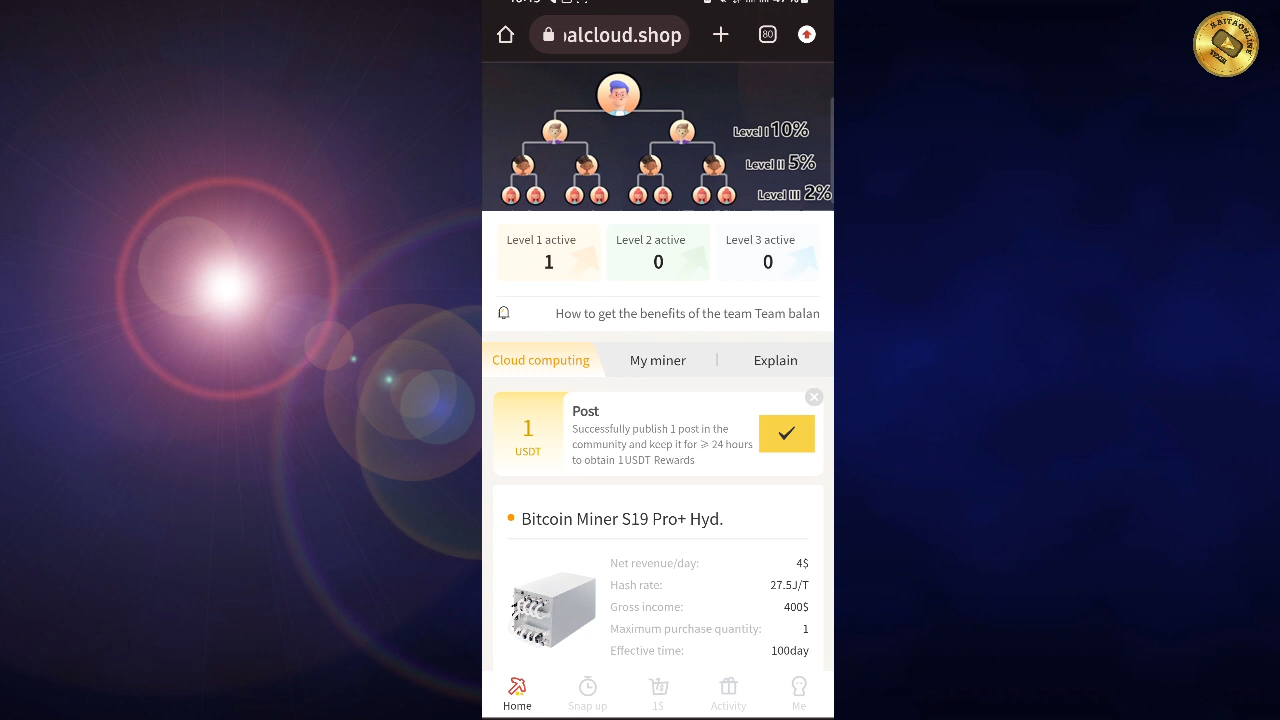 alcloud.shop
80
Level I 10%
Level II 5%
Level III 2%
Level 1 active
1
Level 2 active
0
Level 3 active
0
How to get the benefits of the team Team balan
Cloud computing
My miner
Explain
1
USDT
Post
Successfully publish 1 post in the
community and keep it for ≥ 24 hours
to obtain 1USDT Rewards
Bitcoin Miner S19 Pro+ Hyd.
Net revenue/day: 4$
Hash rate: 27.5J/T
Gross income: 400$
Maximum purchase quantity: 1
Effective time: 100day
Home
Snap up
1$
Activity
Me